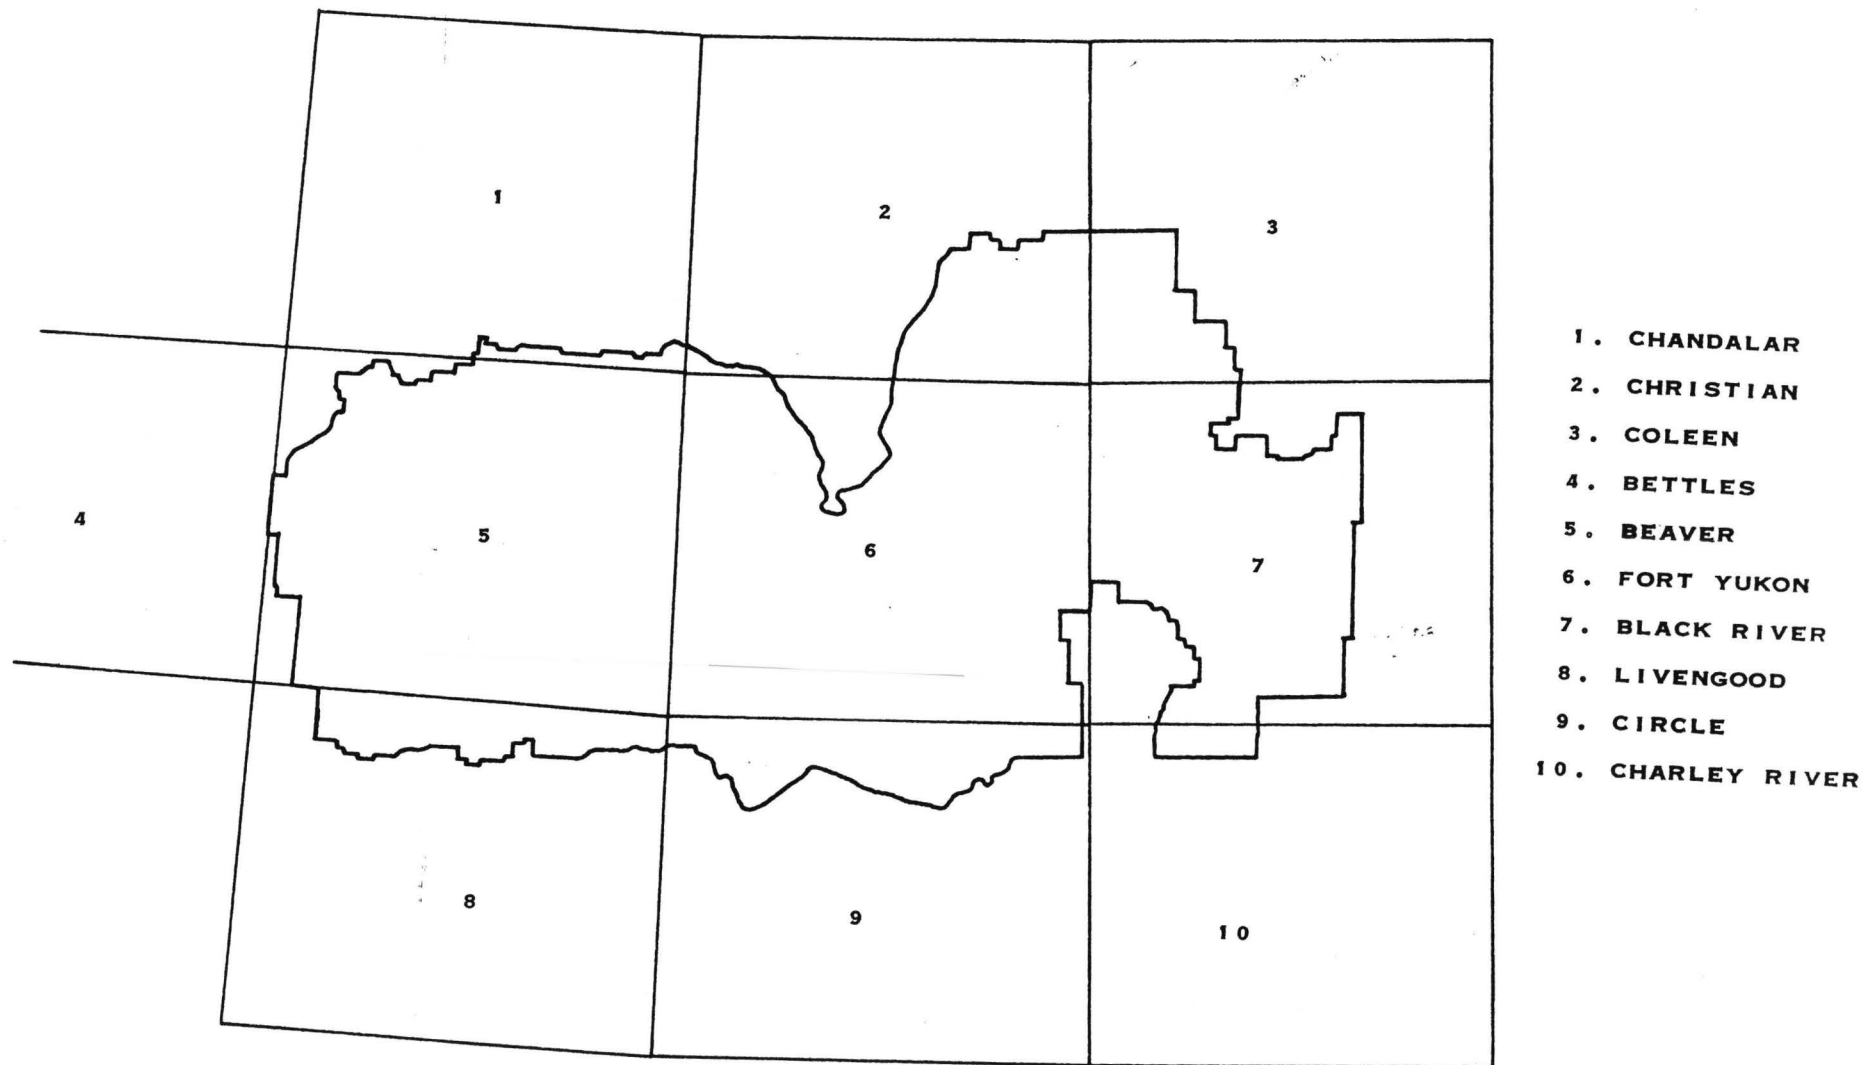 1
2
3
4
5
6
7
8
9
10
1. CHANDALAR
2. CHRISTIAN
3. COLEEN
4. BETTLES
5. BEAVER
6. FORT YUKON
7. BLACK RIVER
8. LIVENGOOD
9. CIRCLE
10. CHARLEY RIVER